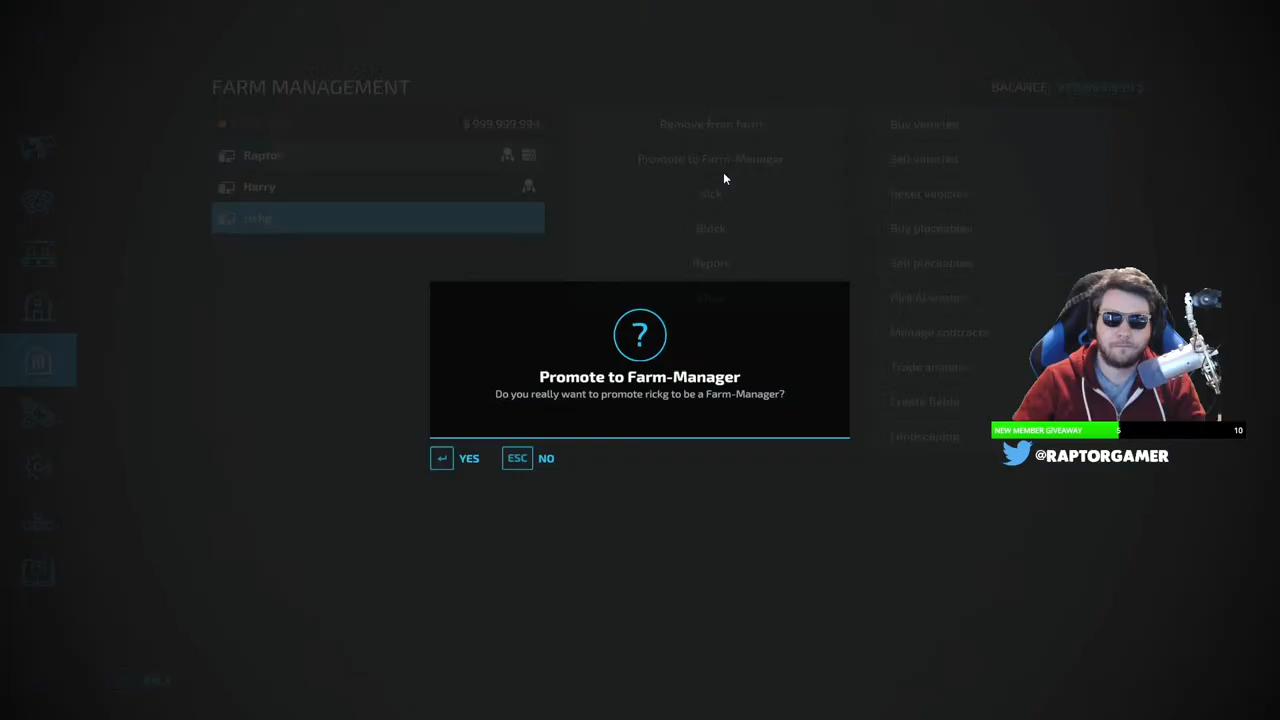 FARM MANAGEMENT
BALANCE:
$ 999.999.994
Remove from farm
Buy vehicles
Raptor
Promote to Farm-Manager
Sell vehicles
Harry
Kick
Reset vehicles
rickg
Block
Buy placeables
Report
Sell placeables
Manage contracts
Create fields
Landscaping
?
Promote to Farm-Manager
Do you really want to promote rickg to be a Farm-Manager?
YES
ESC NO
NEW MEMBER GIVEAWAY 5 10
@RAPTORGAMER